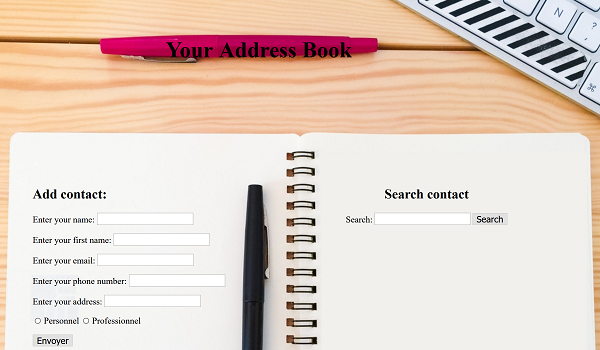 Your Address Book
Add contact:
Enter your name:
Enter your first name:
Enter your email:
Enter your phone number:
Enter your address:
Personnel Professionnel
Envoyer
Search contact
Search: Search
N
?
⌘